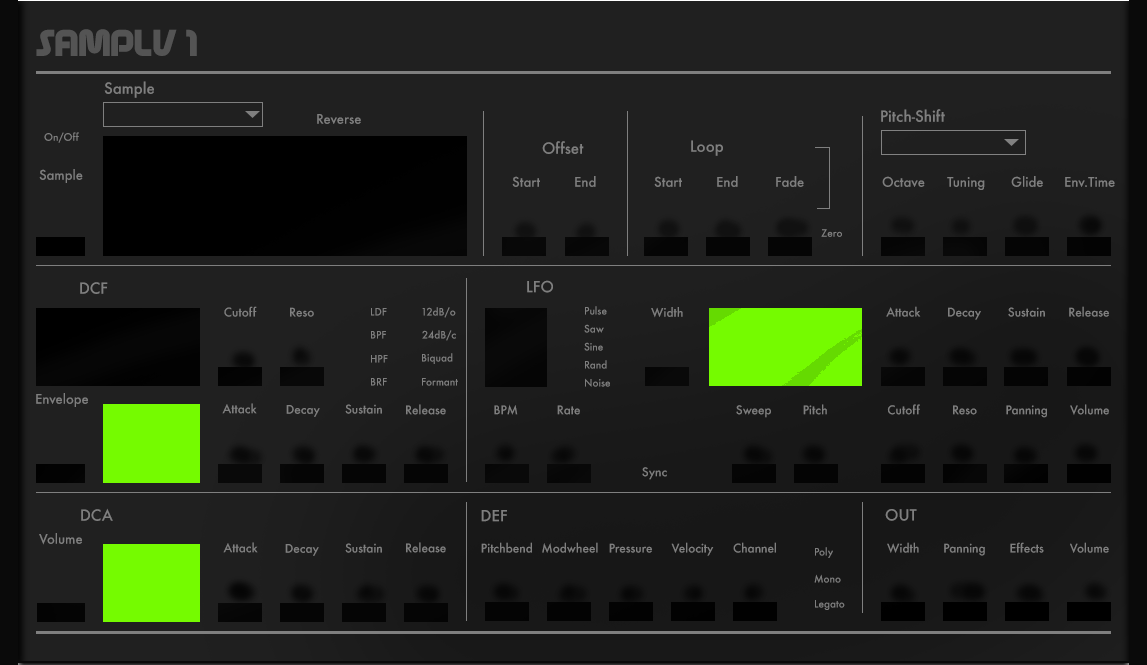 SAMPLV 1
Sample
Reverse
On/Off
Sample
Offset
Start End
Loop
Start End Fade
Zero
Pitch-Shift
Octave Tuning Glide Env.Time
DCF
Cutoff Reso
LDF 12dB/o
BPF 24dB/c
HPF Biquad
BRF Formant
Envelope
Attack Decay Sustain Release
LFO
Pulse
Saw
Sine
Rand
Noise
Width
Attack Decay Sustain Release
BPM Rate
Sync
Sweep Pitch
Cutoff Reso Panning Volume
DCA
Volume
Attack Decay Sustain Release
DEF
Pitchbend Modwheel Pressure Velocity Channel
Poly
Mono
Legato
OUT
Width Panning Effects Volume